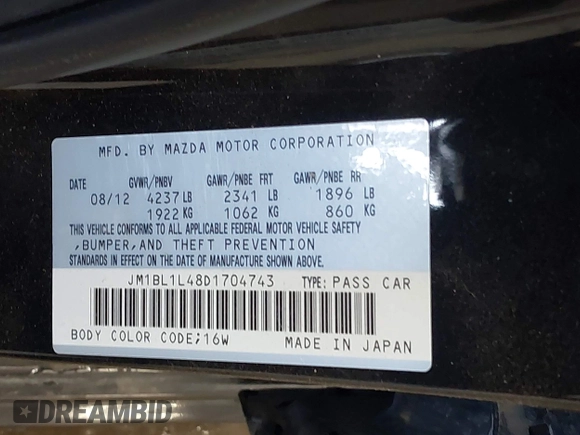 MFD. BY MAZDA MOTOR CORPORATION
DATE GVWR/PNBV GAWR/PNBE FRT GAWR/PNBE RR
08/12 4237 LB 2341 LB 1896 LB
1922 KG 1062 KG 860 KG
THIS VEHICLE CONFORMS TO ALL APPLICABLE FEDERAL MOTOR VEHICLE SAFETY
,BUMPER,AND THEFT PREVENTION
STANDARDS IN EFFECT ON THE DATE OF MANUFACTURE SHOWN ABOVE.
JM1BL1L48D1704743 TYPE: PASS CAR
BODY COLOR CODE;16W MADE IN JAPAN
DREAMBID